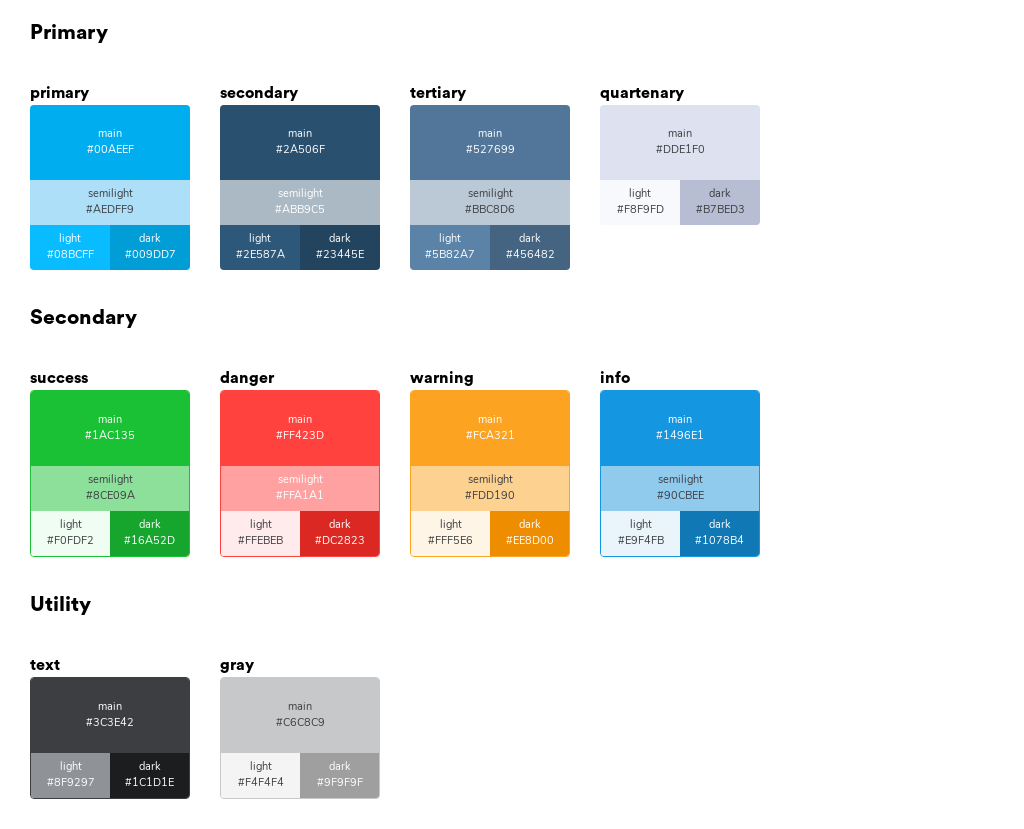 Primary
primary
main
#00AEEF
semilight
#AEDFF9
light
#08BCFF
dark
#009DD7
secondary
main
#2A506F
semilight
#ABB9C5
light
#2E587A
dark
#23445E
tertiary
main
#527699
semilight
#BBC8D6
light
#5B82A7
dark
#456482
quartenary
main
#DDE1F0
light
#F8F9FD
dark
#B7BED3
Secondary
success
main
#1AC135
semilight
#8CE09A
light
#F0FDF2
dark
#16A52D
danger
main
#FF423D
semilight
#FFA1A1
light
#FFEBEB
dark
#DC2823
warning
main
#FCA321
semilight
#FDD190
light
#FFF5E6
dark
#EE8D00
info
main
#1496E1
semilight
#90CBEE
light
#E9F4FB
dark
#1078B4
Utility
text
main
#3C3E42
light
#8F9297
dark
#1C1D1E
gray
main
#C6C8C9
light
#F4F4F4
dark
#9F9F9F